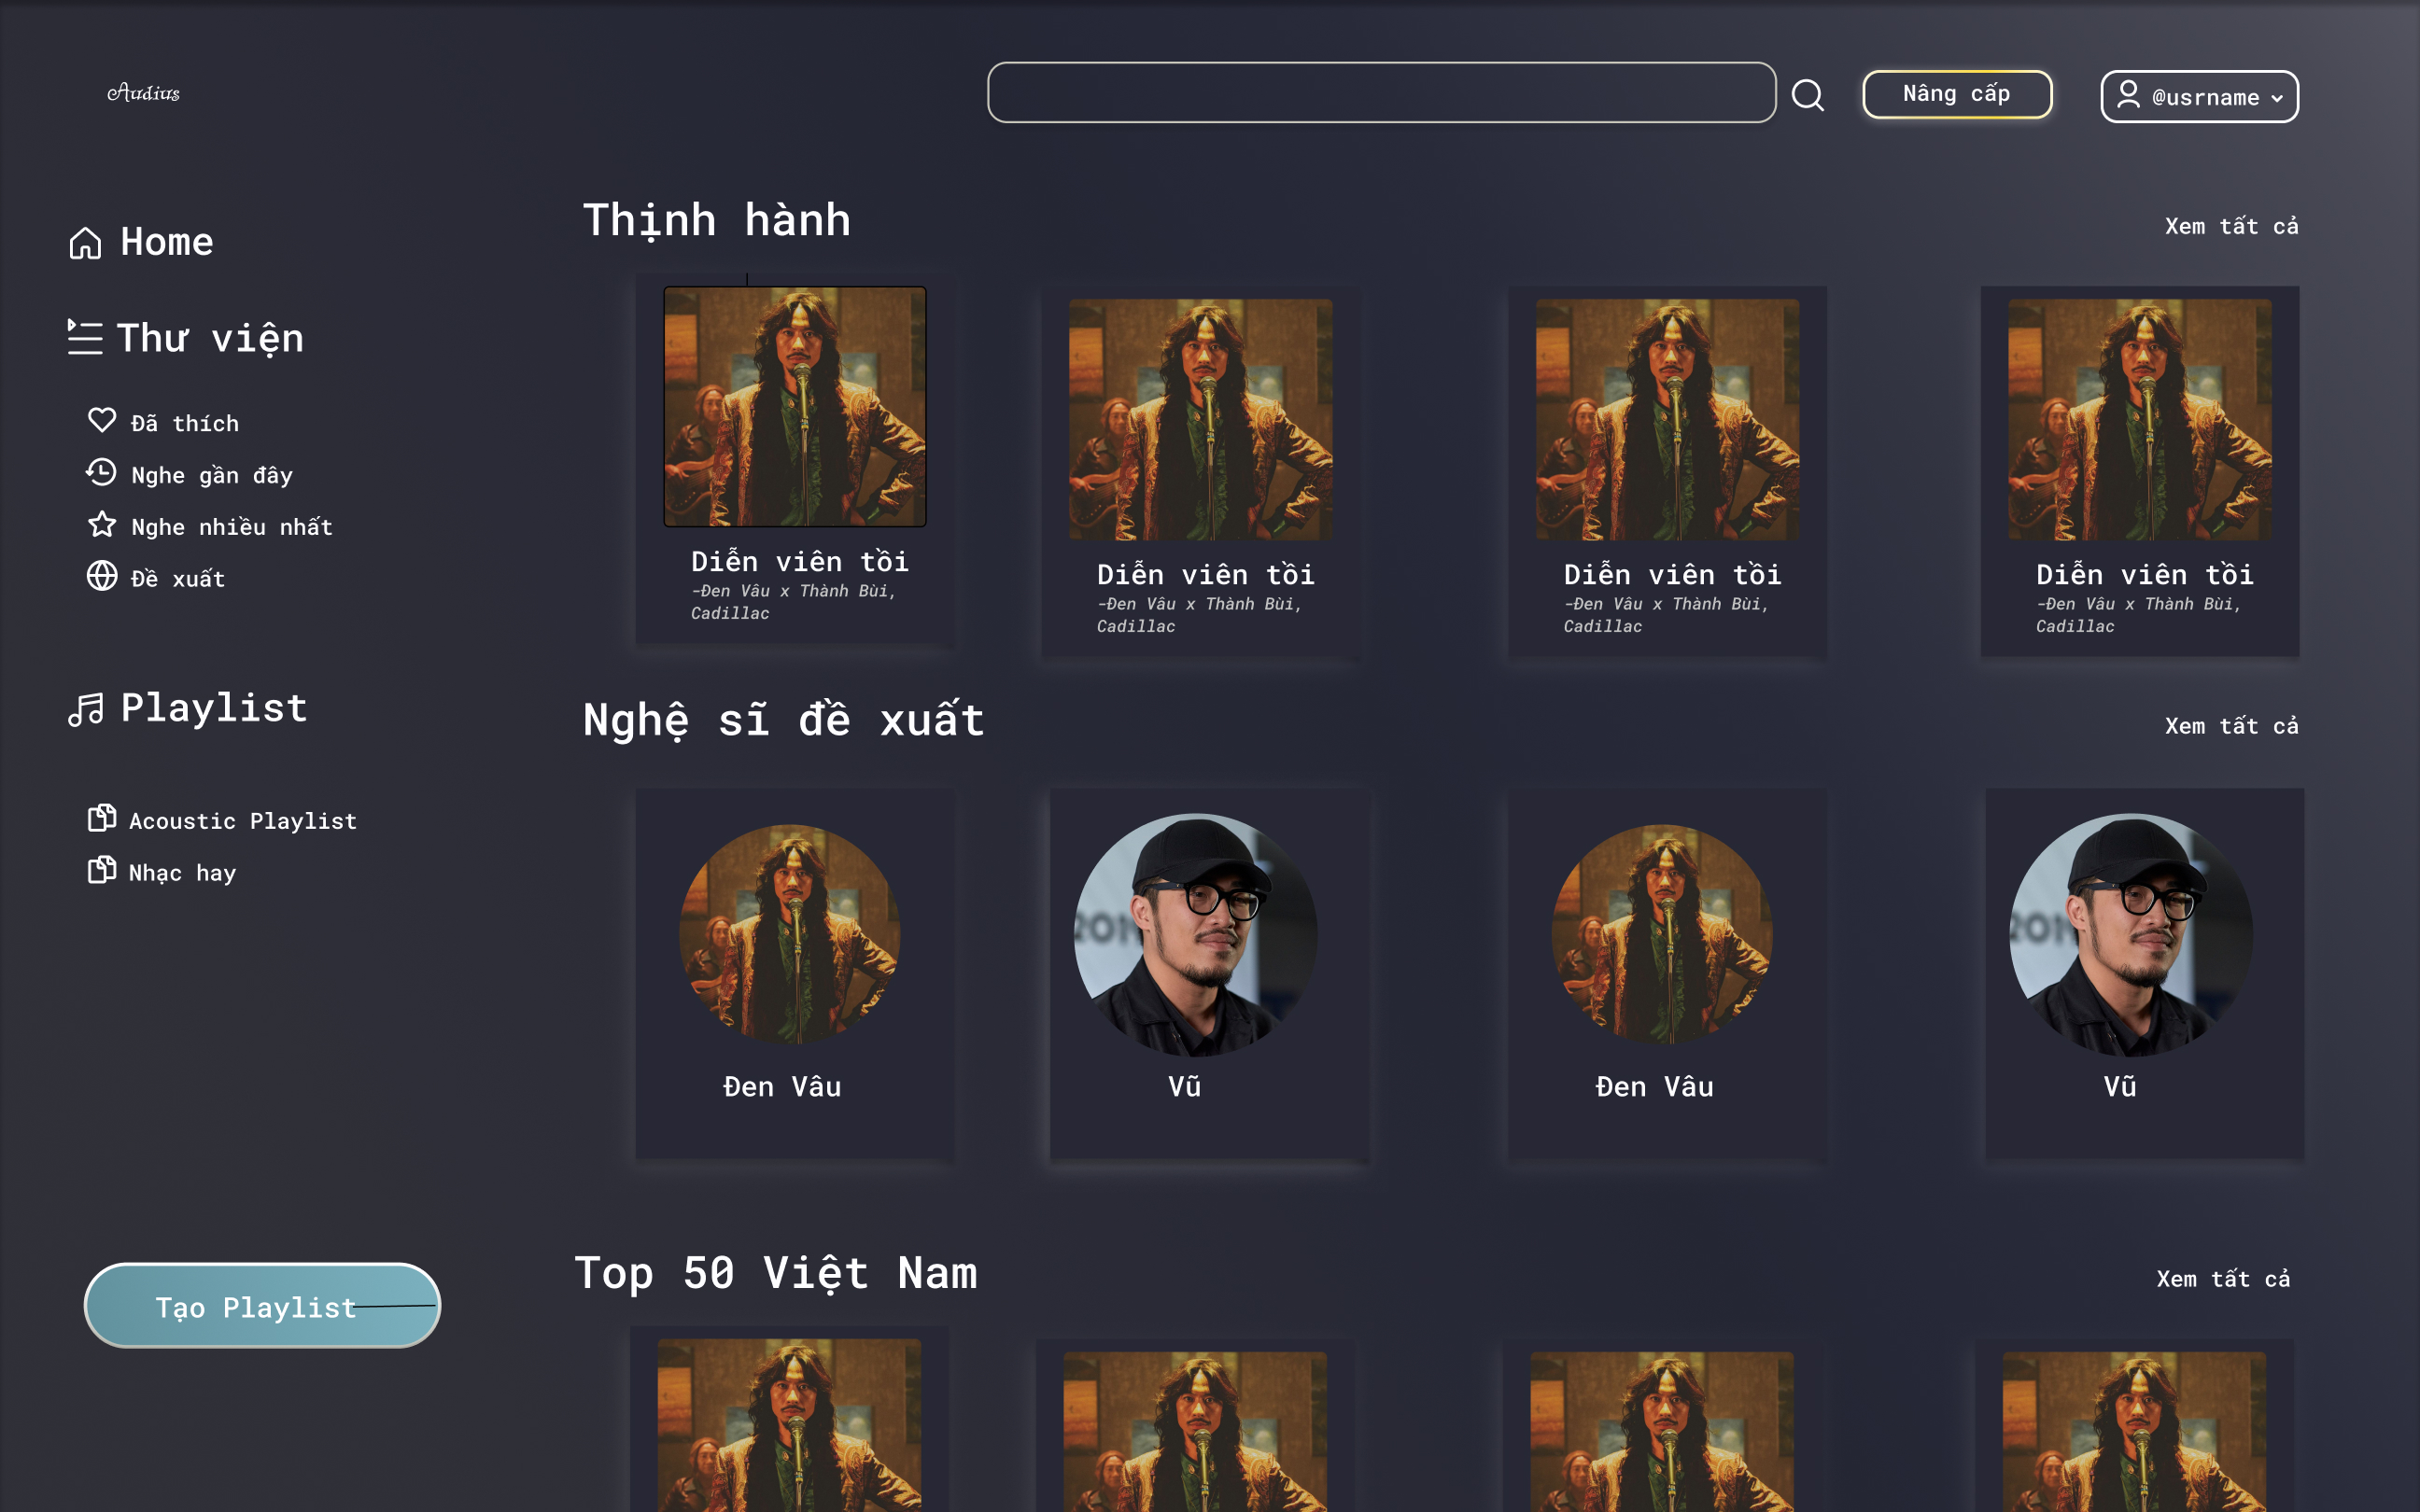 Audius
Nâng cấp
@usrname
Home
Thư viện
Đã thích
Nghe gần đây
Nghe nhiều nhất
Đề xuất
Playlist
Acoustic Playlist
Nhạc hay
Tạo Playlist
Thịnh hành
Xem tất cả
Diễn viên tồi
-Đen Vâu x Thành Bùi,
Cadillac
Diễn viên tồi
-Đen Vâu x Thành Bùi,
Cadillac
Diễn viên tồi
-Đen Vâu x Thành Bùi,
Cadillac
Diễn viên tồi
-Đen Vâu x Thành Bùi,
Cadillac
Nghệ sĩ đề xuất
Xem tất cả
Đen Vâu
Vũ
Đen Vâu
Vũ
Top 50 Việt Nam
Xem tất cả